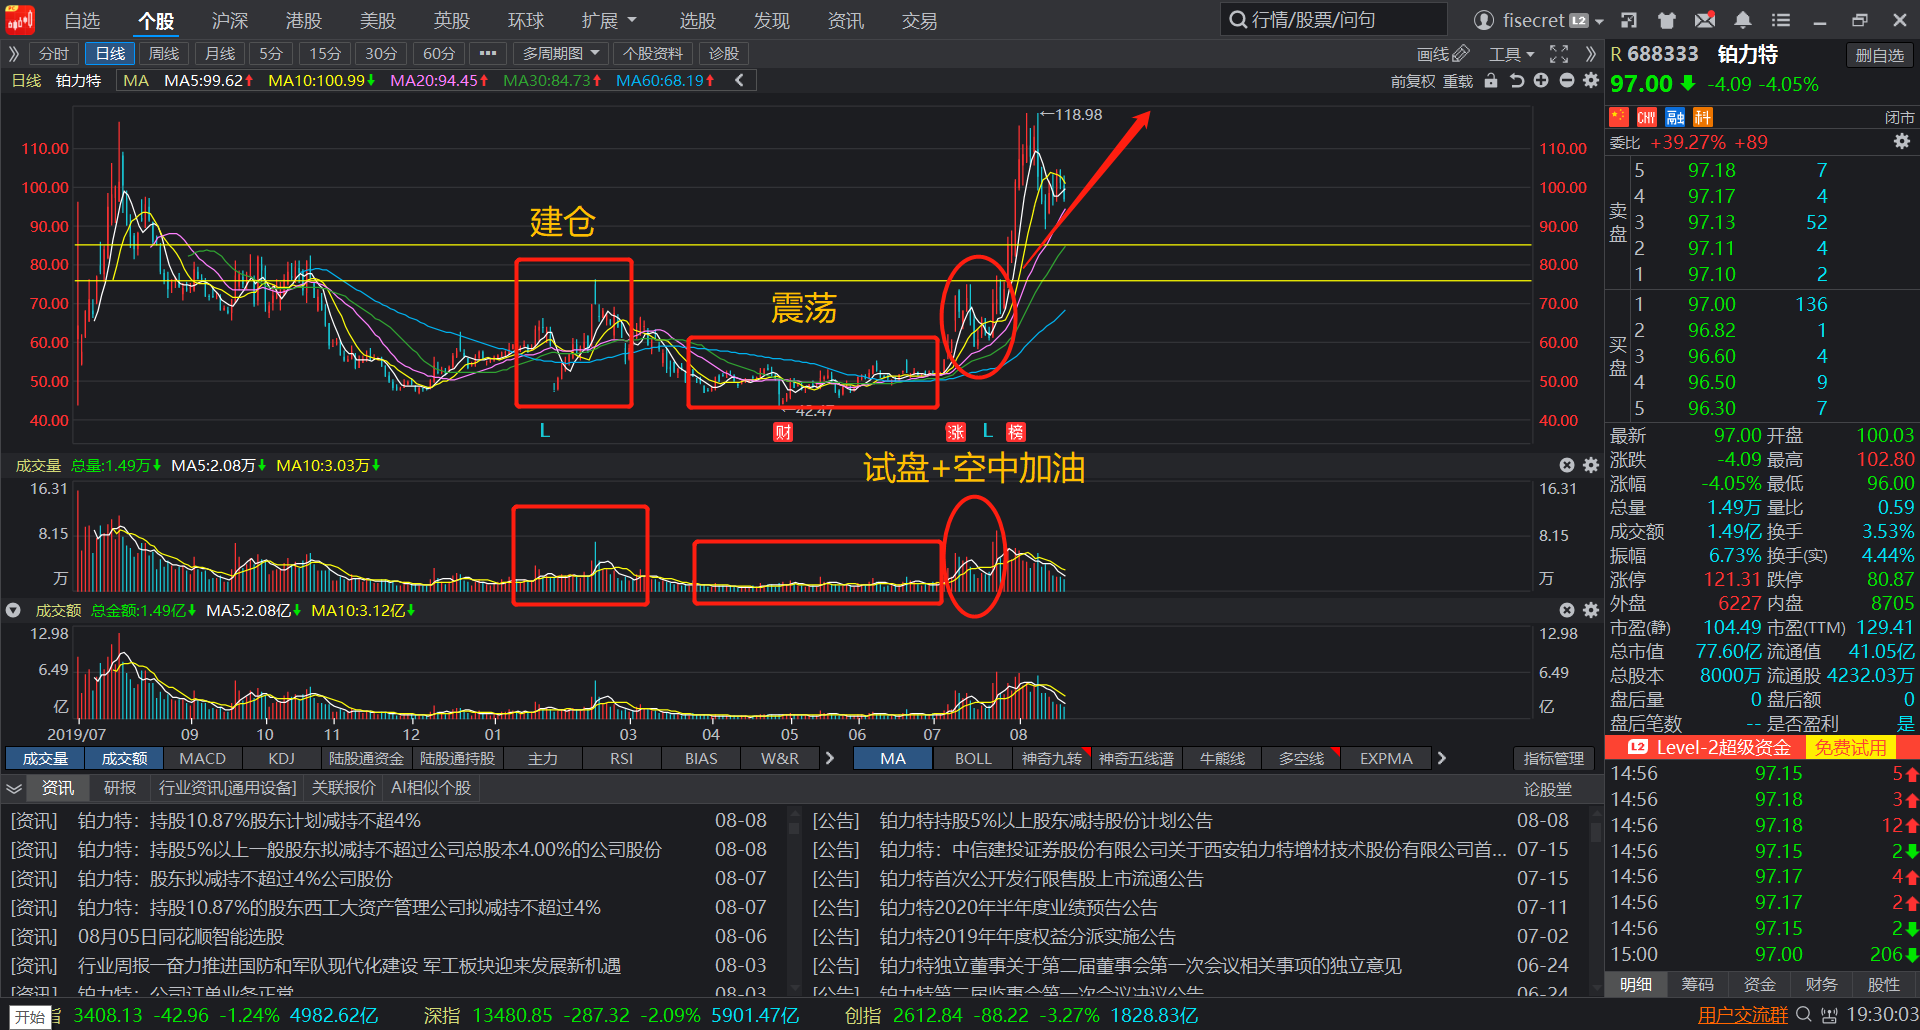 自选 个股 沪深 港股 美股 英股 环球 扩展 选股 发现 资讯 交易 行情/股票/问句 fisecret L2
分时 日线 周线 月线 5分 15分 30分 60分 ••• 多周期图 个股资料 诊股 画线 工具
日线 铂力特 MA MA5:99.62 MA10:100.99 MA20:94.45 MA30:84.73 MA60:68.19 前复权 重载
118.98
110.00 110.00
100.00 100.00
90.00 90.00
80.00 80.00
70.00 70.00
60.00 60.00
50.00 50.00
40.00 40.00
建仓
震荡
42.47
L 财 涨 L 榜
试盘+空中加油
成交量 总量:1.49万 MA5:2.08万 MA10:3.03万
16.31 16.31
8.15 8.15
万 万
成交额 总金额:1.49亿 MA5:2.08亿 MA10:3.12亿
12.98 12.98
6.49 6.49
亿 亿
2019/07 09 10 11 12 01 03 04 05 06 07 08
成交量 成交额 MACD KDJ 陆股通资金 陆股通持股 主力 RSI BIAS W&R MA BOLL 神奇九转 神奇五线谱 牛熊线 多空线 EXPMA 指标管理
资讯 研报 行业资讯[通用设备] 关联报价 AI相似个股 论股堂
[资讯] 铂力特：持股10.87%股东计划减持不超4% 08-08
[资讯] 铂力特：持股5%以上一般股东拟减持不超过公司总股本4.00%的公司股份 08-08
[资讯] 铂力特：股东拟减持不超过4%公司股份 08-07
[资讯] 铂力特：持股10.87%的股东西工大资产管理公司拟减持不超过4% 08-07
[资讯] 08月05日同花顺智能选股 08-06
[资讯] 行业周报一奋力推进国防和军队现代化建设 军工板块迎来发展新机遇 08-03
[资讯] 铂力特：公司订单业务正常 08-03
[公告] 铂力特持股5%以上股东减持股份计划公告 08-08
[公告] 铂力特：中信建投证券股份有限公司关于西安铂力特增材技术股份有限公司首... 07-15
[公告] 铂力特首次公开发行限售股上市流通公告 07-15
[公告] 铂力特2020年半年度业绩预告公告 07-11
[公告] 铂力特2019年年度权益分派实施公告 07-02
[公告] 铂力特独立董事关于第二届董事会第一次会议相关事项的独立意见 06-24
[公告] 铂力特第二届监事会第一次会议决议公告 06-24
R 688333 铂力特 删自选
97.00 -4.09 -4.05%
CNY 融 科 闭市
委比 +39.27% +89
卖盘
5 97.18 7
4 97.17 4
3 97.13 52
2 97.11 4
1 97.10 2
买盘
1 97.00 136
2 96.82 1
3 96.60 4
4 96.50 9
5 96.30 7
最新 97.00 开盘 100.03
涨跌 -4.09 最高 102.80
涨幅 -4.05% 最低 96.00
总量 1.49万 量比 0.59
成交额 1.49亿 换手 3.53%
振幅 6.73% 换手(实) 4.44%
涨停 121.31 跌停 80.87
外盘 6227 内盘 8705
市盈(静) 104.49 市盈(TTM) 129.41
总市值 77.60亿 流通值 41.05亿
总股本 8000万 流通股 4232.03万
盘后量 0 盘后额 0
盘后笔数 -- 是否盈利 是
L2 Level-2超级资金 免费试用
14:56 97.15 5
14:56 97.18 3
14:56 97.18 12
14:56 97.15 2
14:56 97.17 4
14:56 97.17 2
14:56 97.15 2
15:00 97.00 206
明细 筹码 资金 财务 股性
开始 指 3408.13 -42.96 -1.24% 4982.62亿 深指 13480.85 -287.32 -2.09% 5901.47亿 创指 2612.84 -88.22 -3.27% 1828.83亿 用户交流群 19:30:03